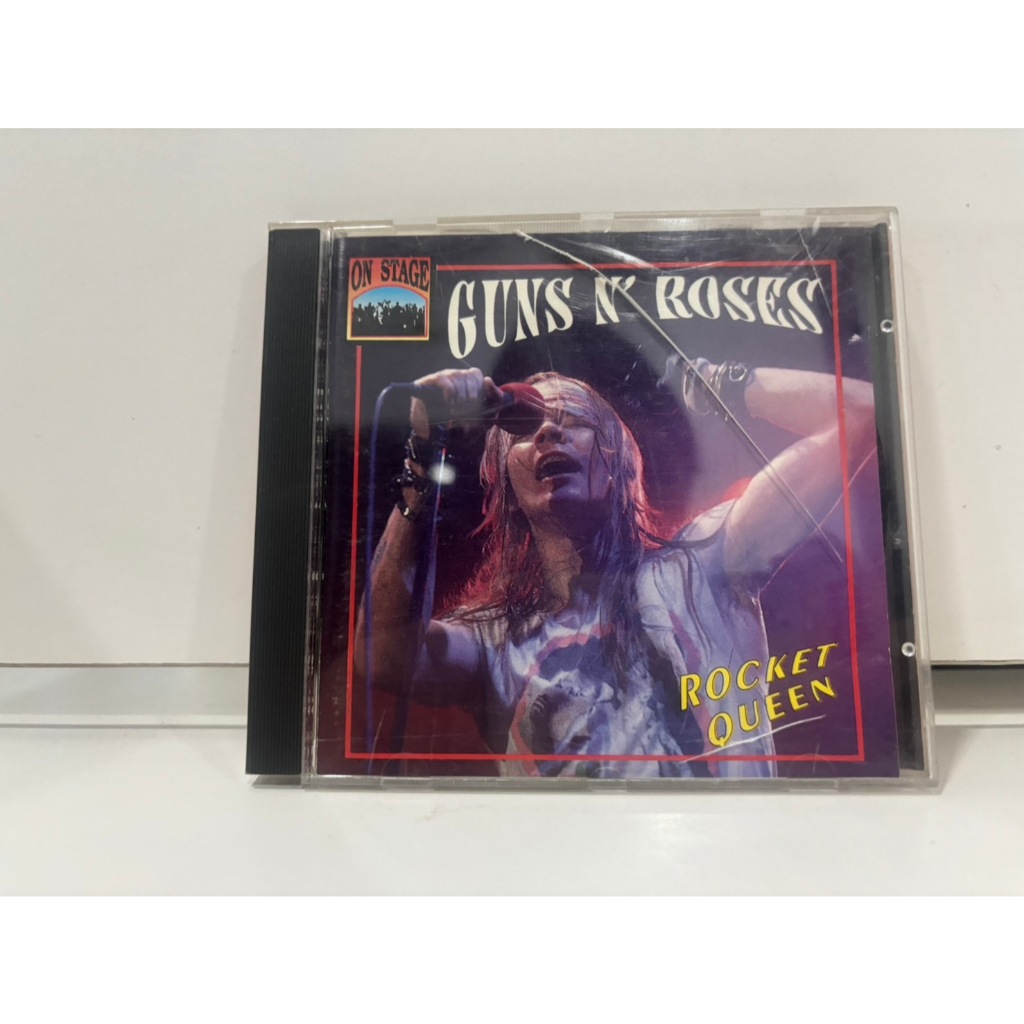 ON STAGE
GUNS N' ROSES
ROCKET
QUEEN